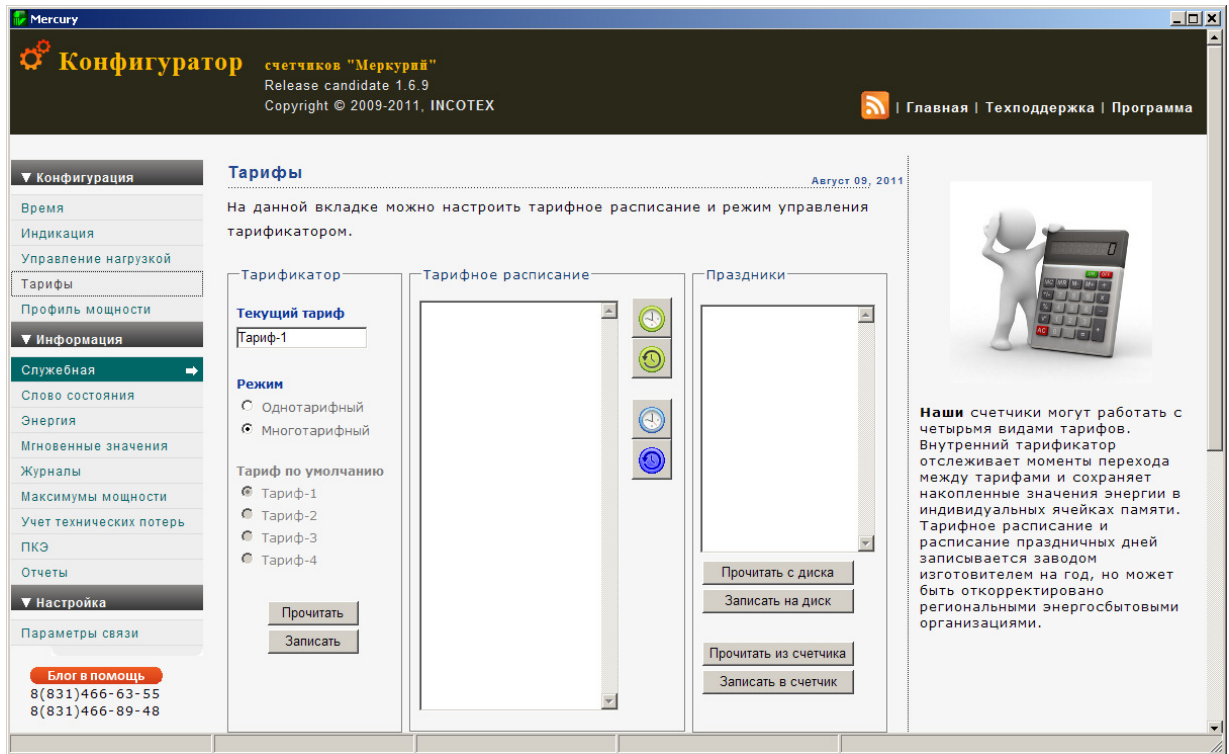 Mercury
Конфигуратор
счетчиков "Меркурий"
Release candidate 1.6.9
Copyright © 2009-2011, INCOTEX
| Главная | Техподдержка | Программа
▼ Конфигурация
Время
Индикация
Управление нагрузкой
Тарифы
Профиль мощности
▼ Информация
Служебная
Слово состояния
Энергия
Мгновенные значения
Журналы
Максимумы мощности
Учет технических потерь
ПКЭ
Отчеты
▼ Настройка
Параметры связи
Блог в помощь
8(831)466-63-55
8(831)466-89-48
Тарифы
Август 09, 2011
На данной вкладке можно настроить тарифное расписание и режим управления
тарификатором.
Тарификатор
Текущий тариф
Тариф-1
Режим
Однотарифный
Многотарифный
Тариф по умолчанию
Тариф-1
Тариф-2
Тариф-3
Тариф-4
Прочитать
Записать
Тарифное расписание
Праздники
Прочитать с диска
Записать на диск
Прочитать из счетчика
Записать в счетчик
Наши счетчики могут работать с
четырьмя видами тарифов.
Внутренний тарификатор
отслеживает моменты перехода
между тарифами и сохраняет
накопленные значения энергии в
индивидуальных ячейках памяти.
Тарифное расписание и
расписание праздничных дней
записывается заводом
изготовителем на год, но может
быть откорректировано
региональными энергосбытовыми
организациями.